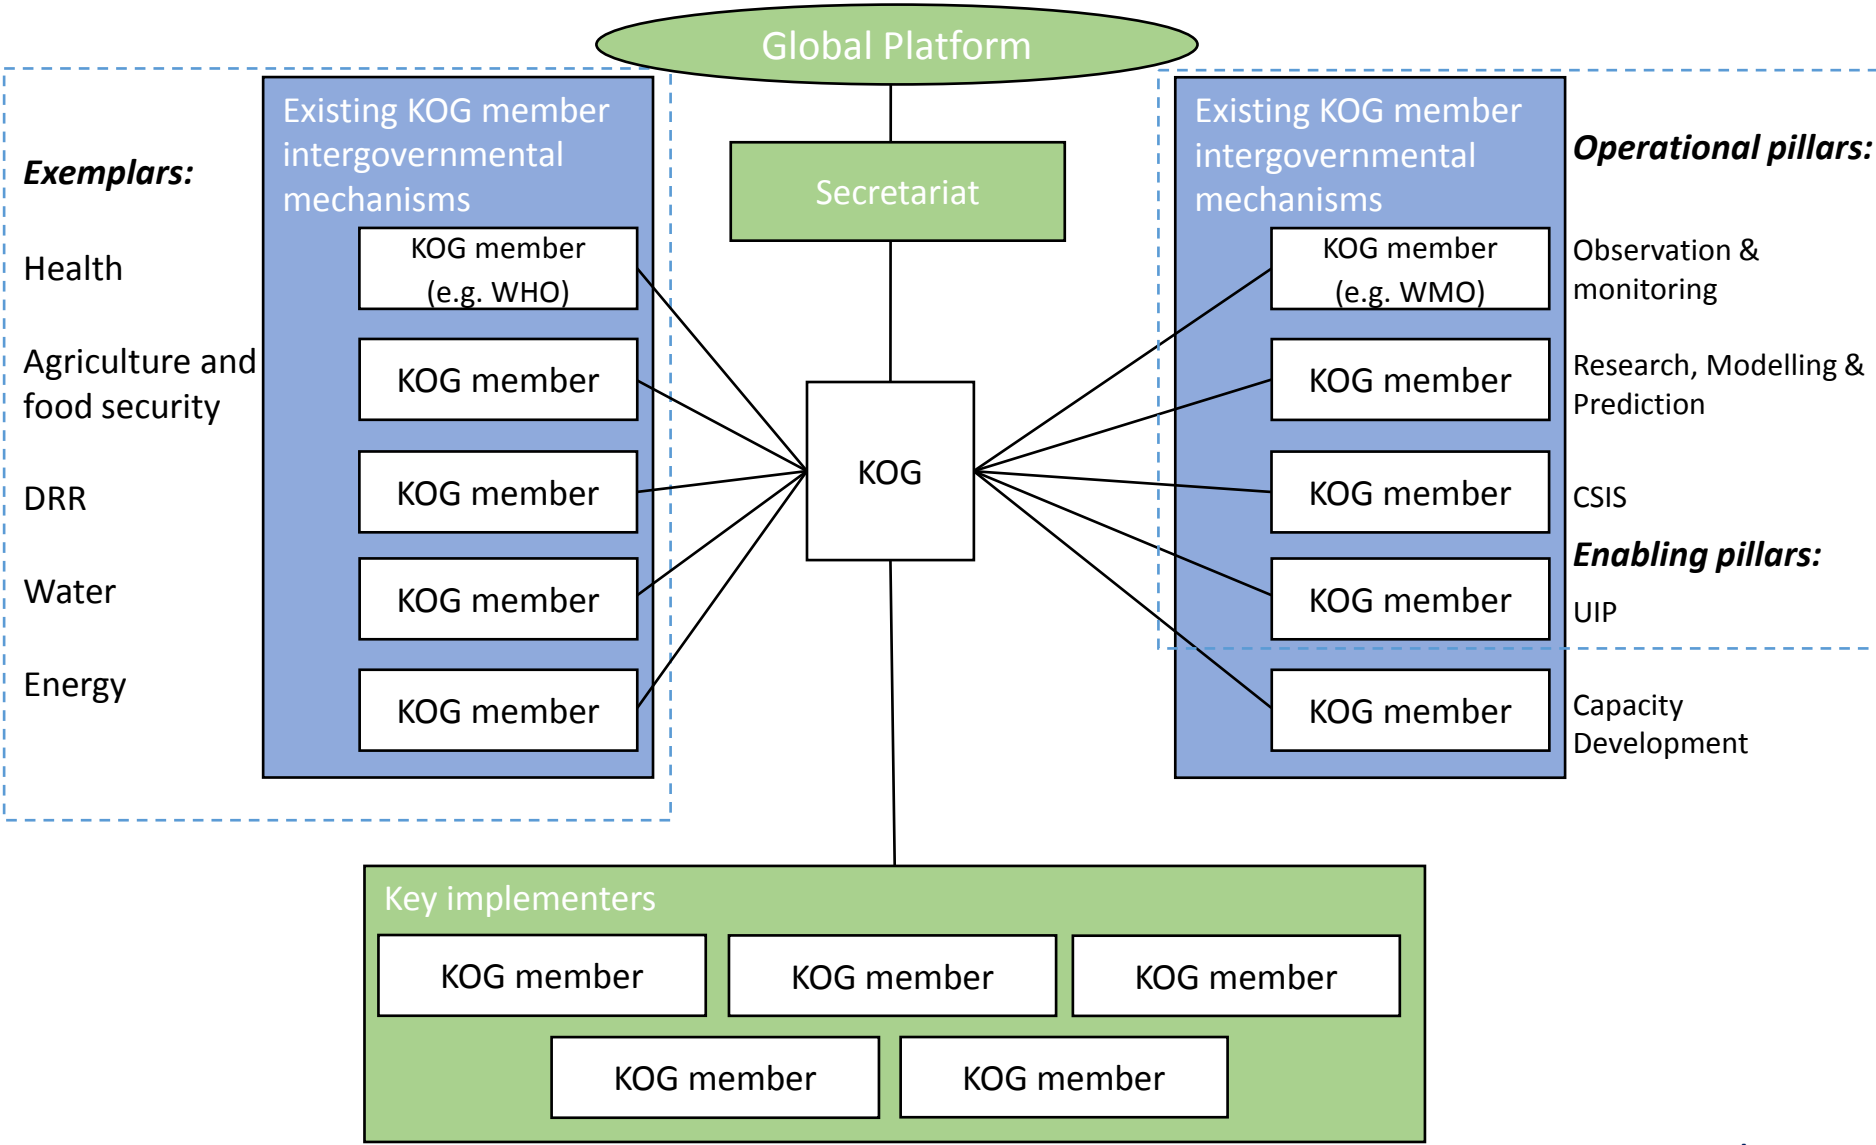 Global Platform
Secretariat
Exemplars:
Health
Agriculture and
food security
DRR
Water
Energy
Existing KOG member
intergovernmental
mechanisms
KOG member
(e.g. WHO)
KOG member
KOG member
KOG member
KOG member
KOG
Existing KOG member
intergovernmental
mechanisms
KOG member
(e.g. WMO)
KOG member
KOG member
KOG member
KOG member
Operational pillars:
Observation &
monitoring
Research, Modelling &
Prediction
CSIS
Enabling pillars:
UIP
Capacity
Development
Key implementers
KOG member
KOG member
KOG member
KOG member
KOG member